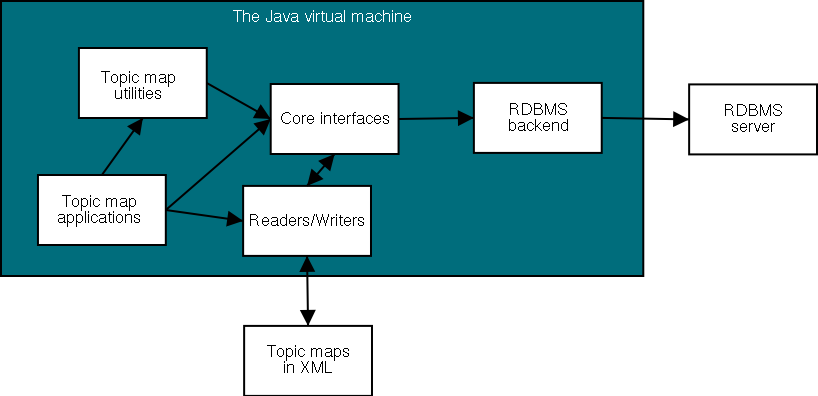 The Java virtual machine
Topic map
utilities
Core interfaces
RDBMS
backend
RDBMS
server
Topic map
applications
Readers/Writers
Topic maps
in XML